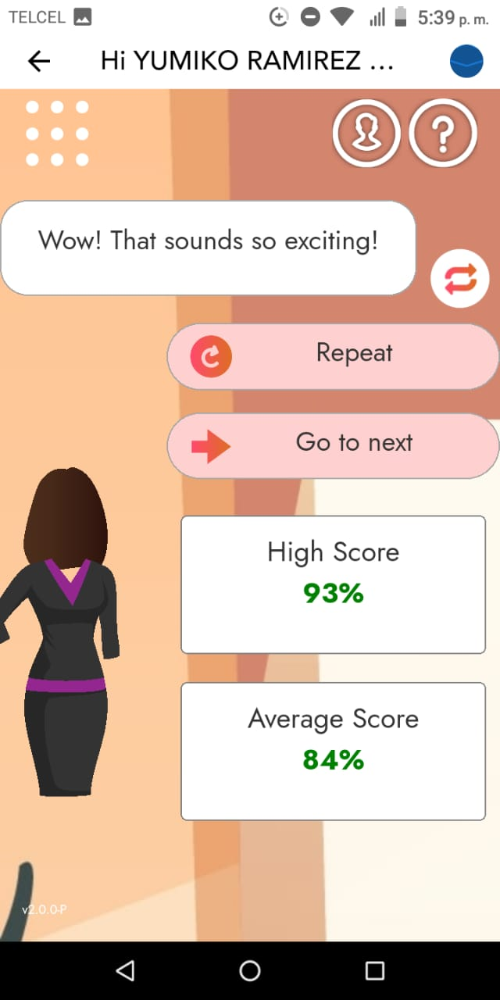 TELCEL
5:39 p. m.
Hi YUMIKO RAMIREZ ...
?
Wow! That sounds so exciting!
Repeat
Go to next
High Score
93%
Average Score
84%
v2.0.0-P